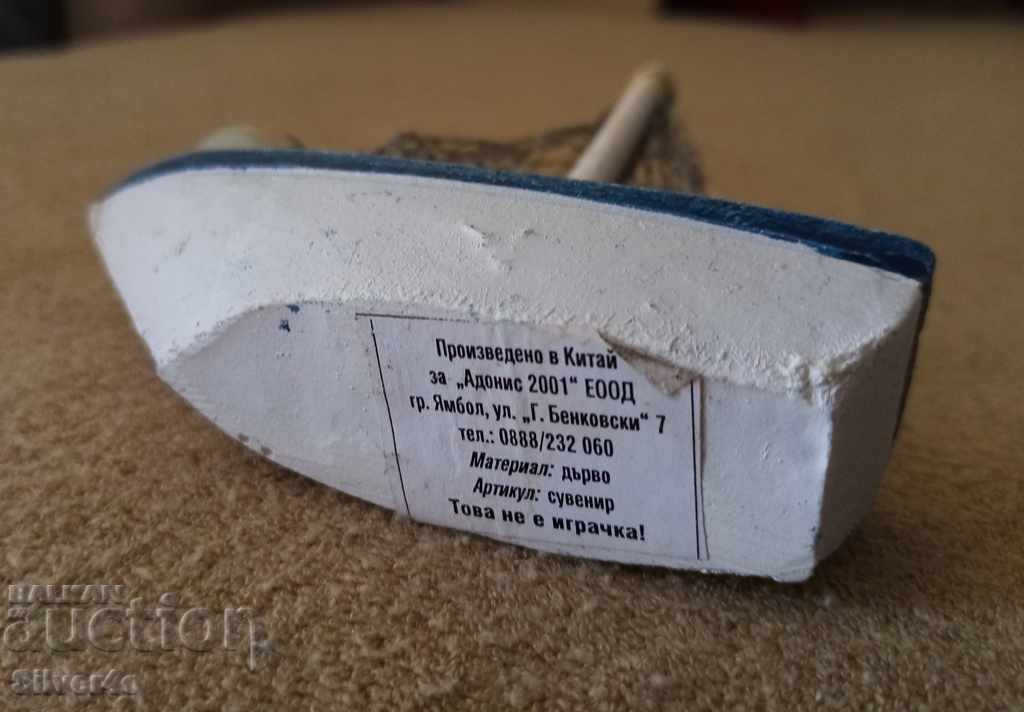 Произведено в Китай
за „Адонис 2001“ ЕООД
гр. Ямбол, ул. „Г. Бенковски“ 7
тел.: 0888/232 060
Материал: дърво
Артикул: сувенир
Това не е играчка!
BALKAN
auction
Silver4e